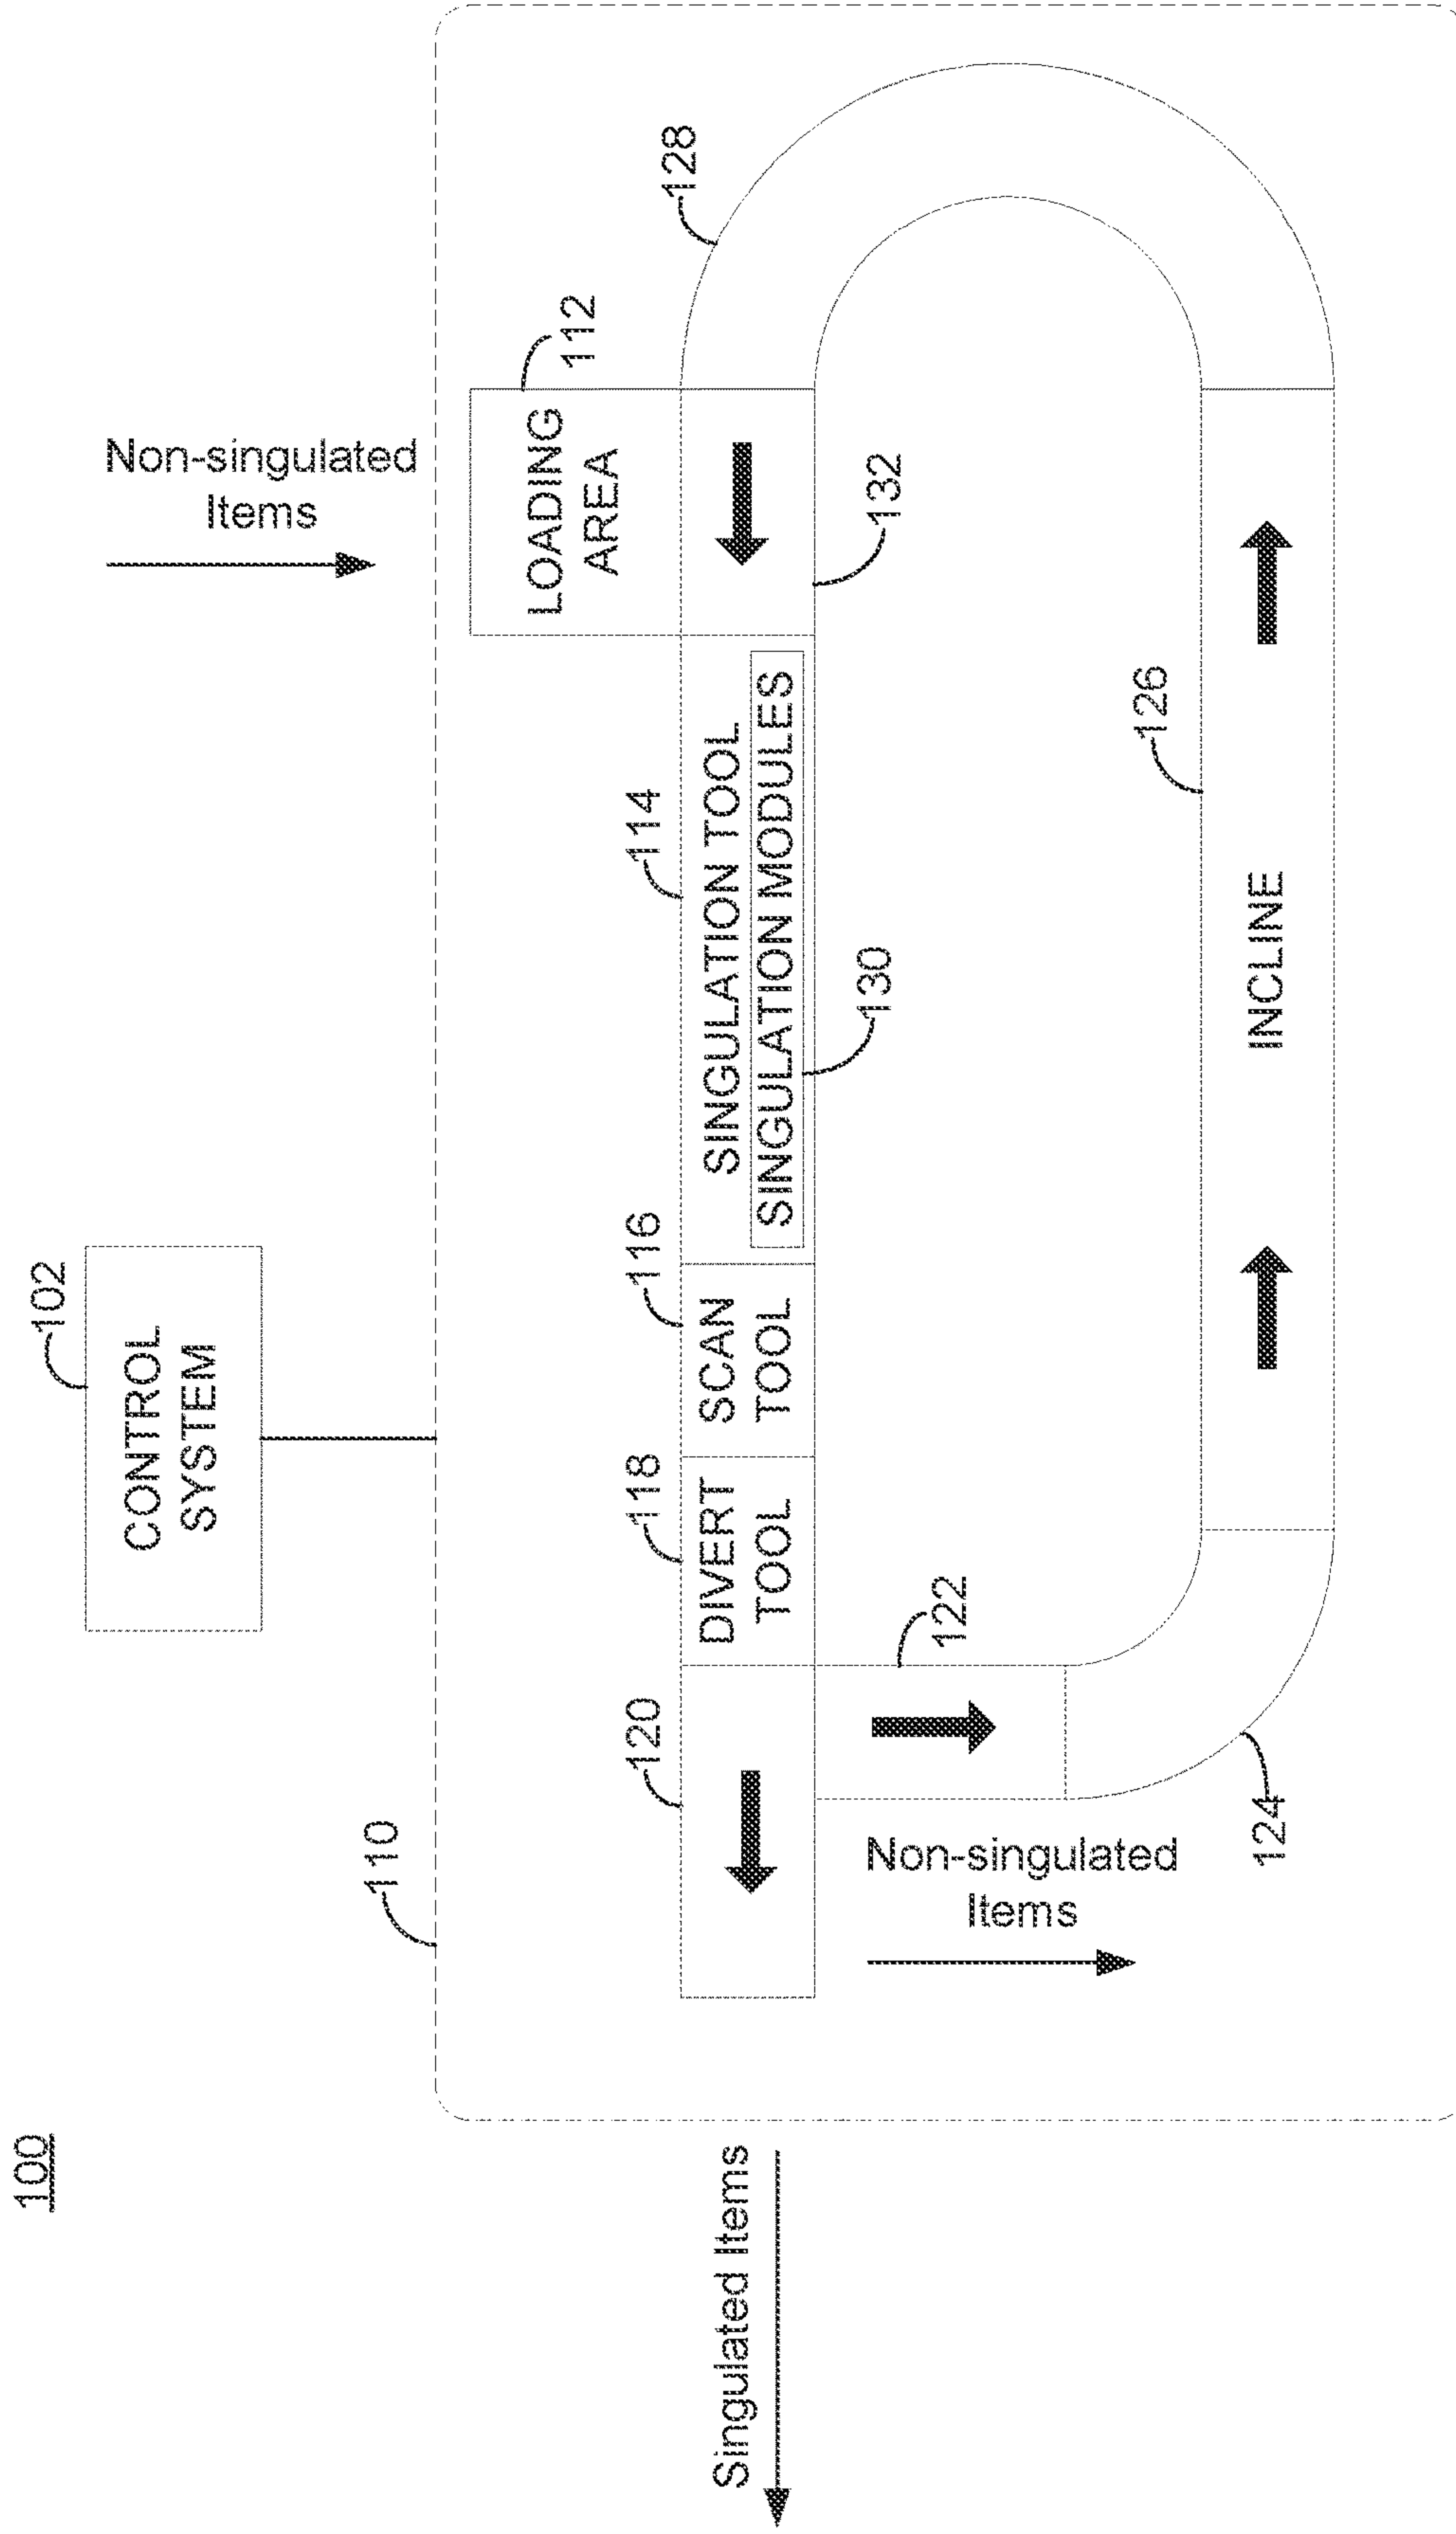 100
CONTROL
SYSTEM
102
110
Non-singulated
Items
LOADING
AREA
112
128
132
SINGULATION TOOL
SINGULATION MODULES
114
130
SCAN
TOOL
116
DIVERT
TOOL
118
120
122
Singulated Items
Non-singulated
Items
124
INCLINE
126